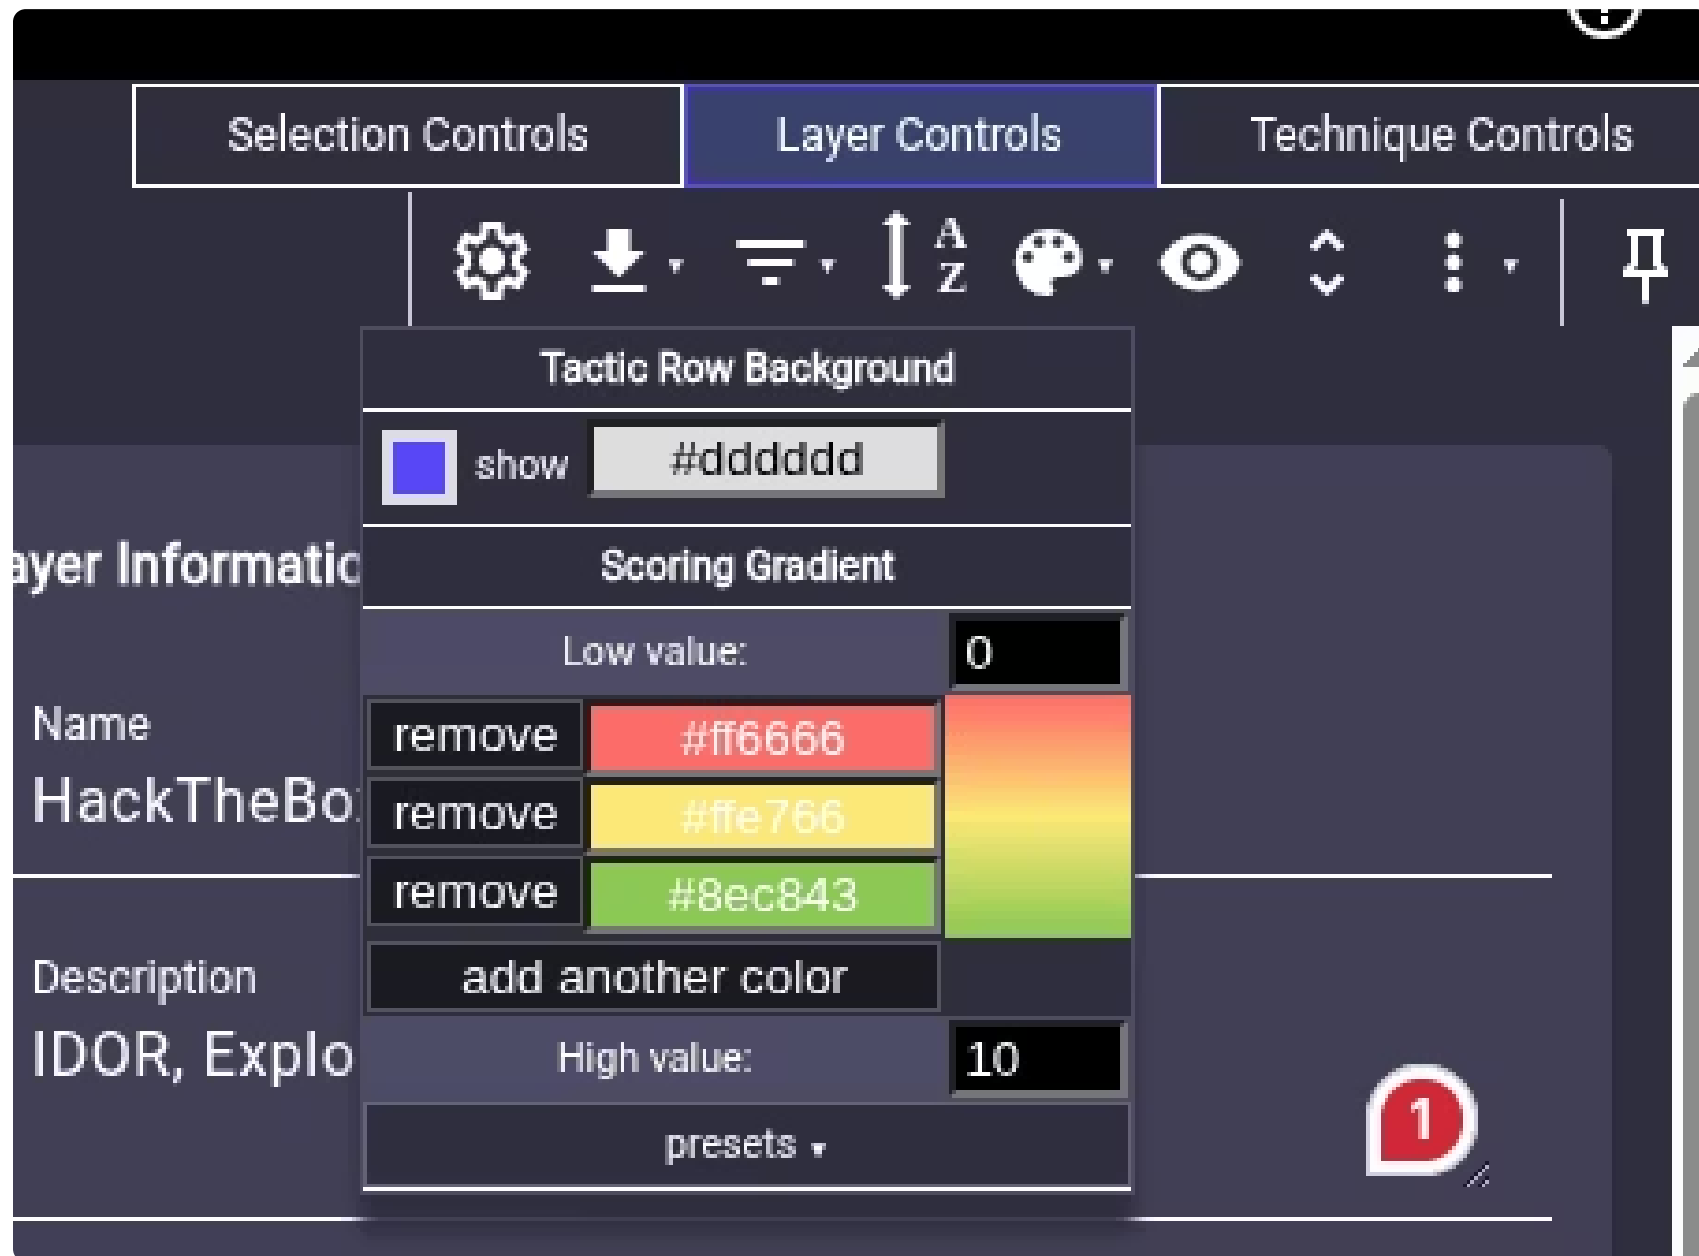 Selection Controls
Layer Controls
Technique Controls
A
Z
Tactic Row Background
show
#dddddd
ayer Informatio
Scoring Gradient
Low value:
0
Name
remove
#ff6666
HackTheBo
remove
#ffe766
remove
#8ec843
Description
add another color
IDOR, Explo
High value:
10
1
presets